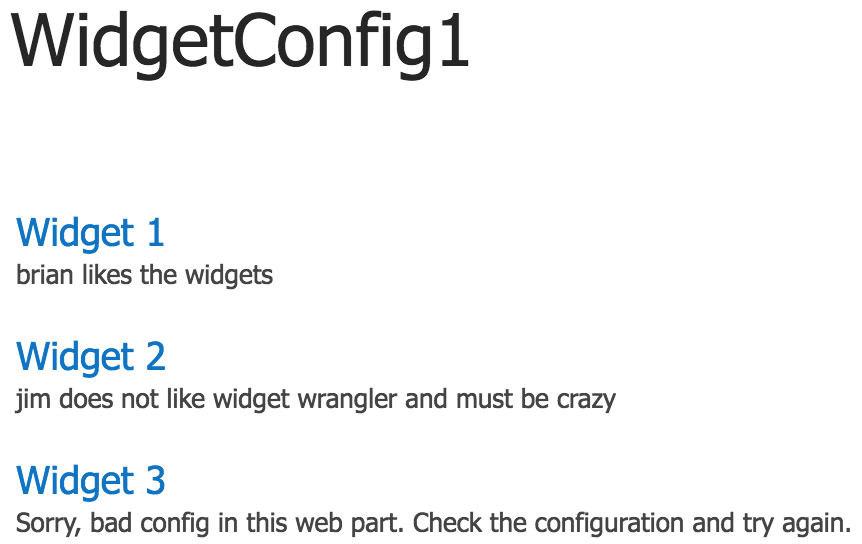 WidgetConfig1
Widget 1
brian likes the widgets
Widget 2
jim does not like widget wrangler and must be crazy
Widget 3
Sorry, bad config in this web part. Check the configuration and try again.